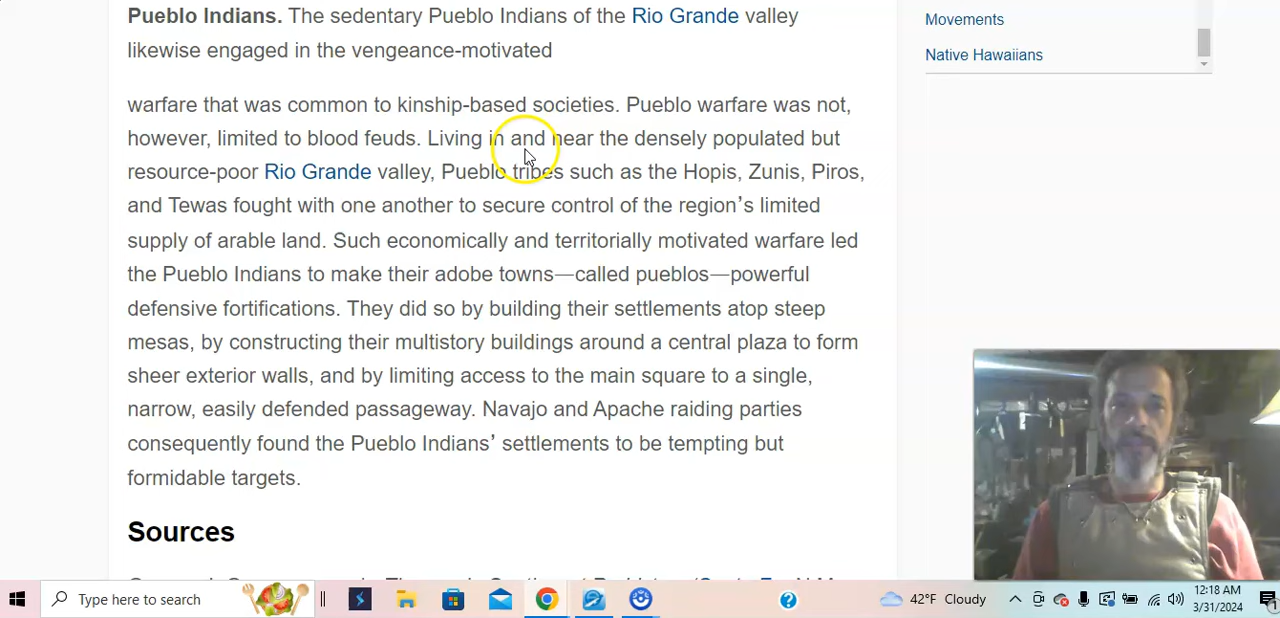 Pueblo Indians. The sedentary Pueblo Indians of the Rio Grande valley
likewise engaged in the vengeance-motivated
warfare that was common to kinship-based societies. Pueblo warfare was not,
however, limited to blood feuds. Living in and near the densely populated but
resource-poor Rio Grande valley, Pueblo tribes such as the Hopis, Zunis, Piros,
and Tewas fought with one another to secure control of the region’s limited
supply of arable land. Such economically and territorially motivated warfare led
the Pueblo Indians to make their adobe towns—called pueblos—powerful
defensive fortifications. They did so by building their settlements atop steep
mesas, by constructing their multistory buildings around a central plaza to form
sheer exterior walls, and by limiting access to the main square to a single,
narrow, easily defended passageway. Navajo and Apache raiding parties
consequently found the Pueblo Indians’ settlements to be tempting but
formidable targets.
Sources
Movements
Native Hawaiians
Type here to search
42°F Cloudy
12:18 AM
3/31/2024